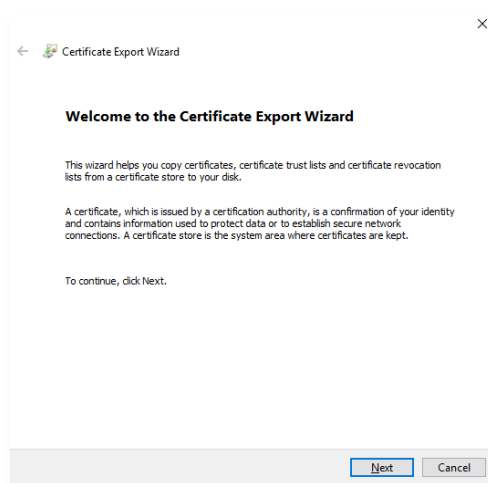 Certificate Export Wizard
Welcome to the Certificate Export Wizard
This wizard helps you copy certificates, certificate trust lists and certificate revocation
lists from a certificate store to your disk.
A certificate, which is issued by a certification authority, is a confirmation of your identity
and contains information used to protect data or to establish secure network
connections. A certificate store is the system area where certificates are kept.
To continue, click Next.
Next
Cancel